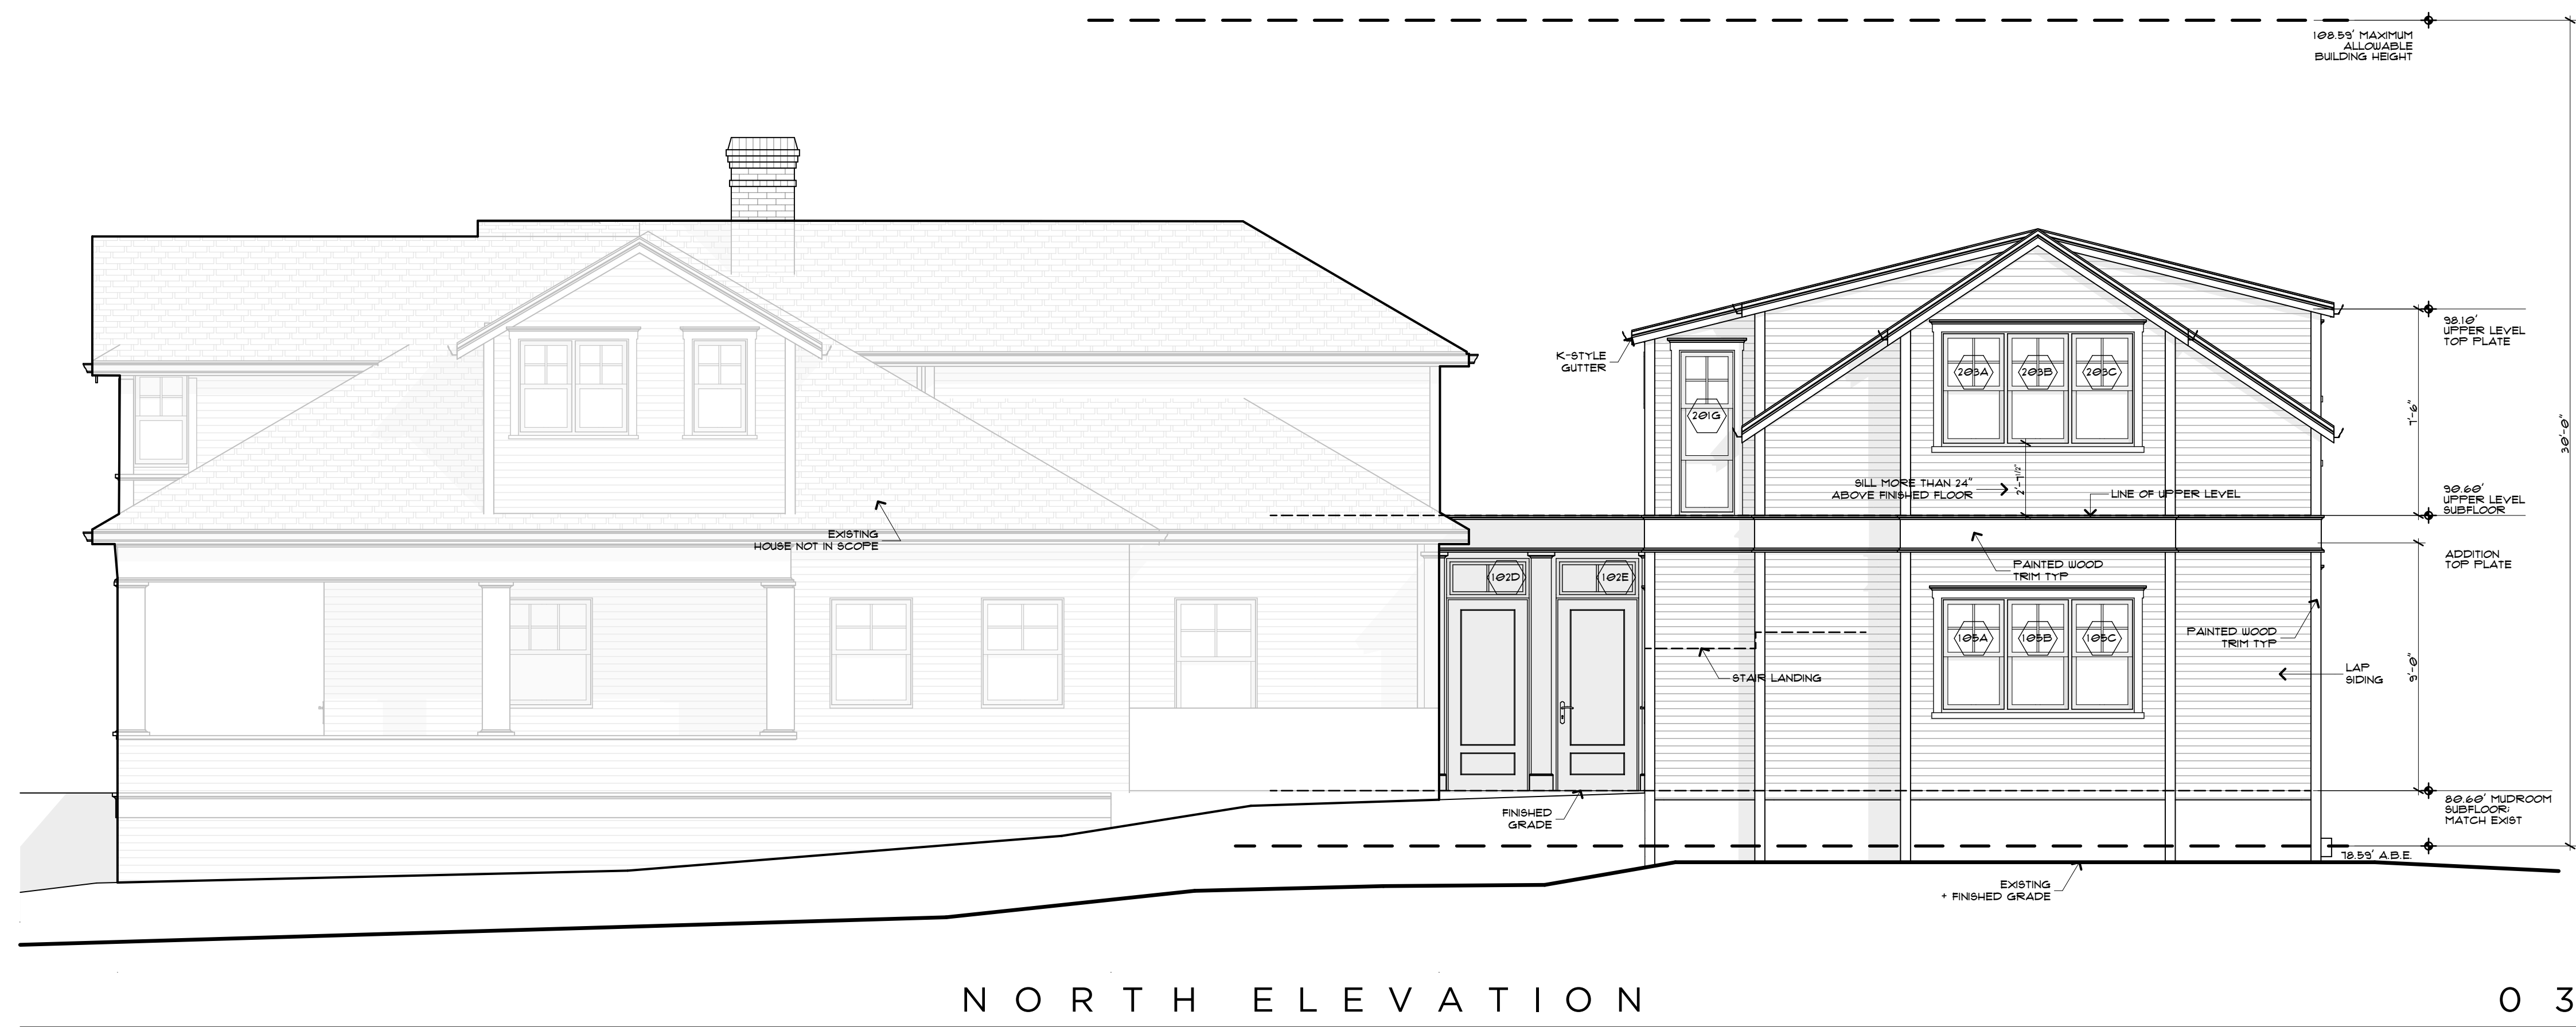 108.59' MAXIMUM
ALLOWABLE
BUILDING HEIGHT
98.10'
UPPER LEVEL
TOP PLATE
K-STYLE
GUTTER
203A
203B
203C
201G
7'-6"
30'-0"
2'-7 1/2"
SILL MORE THAN 24"
ABOVE FINISHED FLOOR
LINE OF UPPER LEVEL
90.60'
UPPER LEVEL
SUBFLOOR
EXISTING
HOUSE NOT IN SCOPE
ADDITION
TOP PLATE
PAINTED WOOD
TRIM TYP
102D
102E
105A
105B
105C
PAINTED WOOD
TRIM TYP
STAIR LANDING
LAP
SIDING
9'-0"
FINISHED
GRADE
80.60' MUDROOM
SUBFLOOR;
MATCH EXIST
78.59' A.B.E.
EXISTING
+ FINISHED GRADE
NORTH ELEVATION
03